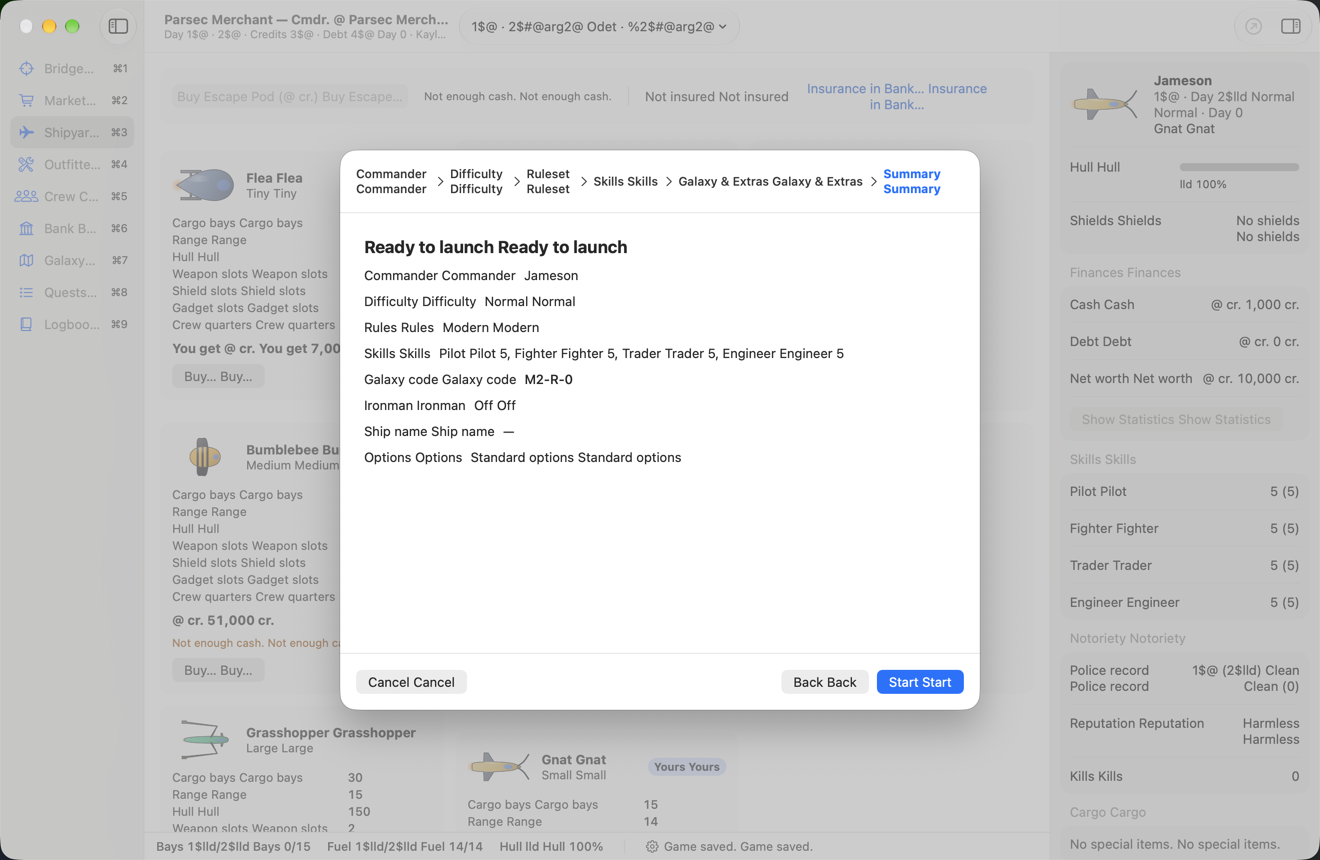 Parsec Merchant — Cmdr. @ Parsec Merch...
Day 1$@ · 2$@ · Credits 3$@ · Debt 4$@ Day 0 · Kayl...
1$@ · 2$#@arg2@ Odet · %2$#@arg2@
Bridge... ⌘1
Market... ⌘2
Shipyar... ⌘3
Outfitte... ⌘4
Crew C... ⌘5
Bank B... ⌘6
Galaxy... ⌘7
Quests... ⌘8
Logboo... ⌘9
Buy Escape Pod (@ cr.) Buy Escape...
Not enough cash. Not enough cash.
Not insured Not insured
Insurance in Bank... Insurance
in Bank...
Flea Flea
Tiny Tiny
Cargo bays Cargo bays
Range Range
Hull Hull
Weapon slots Weapon slots
Shield slots Shield slots
Gadget slots Gadget slots
Crew quarters Crew quarters
You get @ cr. You get 7,00
Buy... Buy...
Bumblebee Bu
Medium Medium
Cargo bays Cargo bays
Range Range
Hull Hull
Weapon slots Weapon slots
Shield slots Shield slots
Gadget slots Gadget slots
Crew quarters Crew quarters
@ cr. 51,000 cr.
Not enough cash. Not enough ca
Buy... Buy...
Grasshopper Grasshopper
Large Large
Cargo bays Cargo bays 30
Range Range 15
Hull Hull 150
Weapon slots Weapon slots 2
Gnat Gnat
Small Small
Yours Yours
Cargo bays Cargo bays 15
Range Range 14
Commander
Commander
Difficulty
Difficulty
Ruleset
Ruleset
Skills Skills
Galaxy & Extras Galaxy & Extras
Summary
Summary
Ready to launch Ready to launch
Commander Commander Jameson
Difficulty Difficulty Normal Normal
Rules Rules Modern Modern
Skills Skills Pilot Pilot 5, Fighter Fighter 5, Trader Trader 5, Engineer Engineer 5
Galaxy code Galaxy code M2-R-0
Ironman Ironman Off Off
Ship name Ship name —
Options Options Standard options Standard options
Cancel Cancel
Back Back
Start Start
Jameson
1$@ · Day 2$lld Normal
Normal · Day 0
Gnat Gnat
Hull Hull
lld 100%
Shields Shields No shields
No shields
Finances Finances
Cash Cash @ cr. 1,000 cr.
Debt Debt @ cr. 0 cr.
Net worth Net worth @ cr. 10,000 cr.
Show Statistics Show Statistics
Skills Skills
Pilot Pilot 5 (5)
Fighter Fighter 5 (5)
Trader Trader 5 (5)
Engineer Engineer 5 (5)
Notoriety Notoriety
Police record 1$@ (2$lld) Clean
Police record Clean (0)
Reputation Reputation Harmless
Harmless
Kills Kills 0
Cargo Cargo
No special items. No special items.
Bays 1$lld/2$lld Bays 0/15
Fuel 1$lld/2$lld Fuel 14/14
Hull lld Hull 100%
Game saved. Game saved.